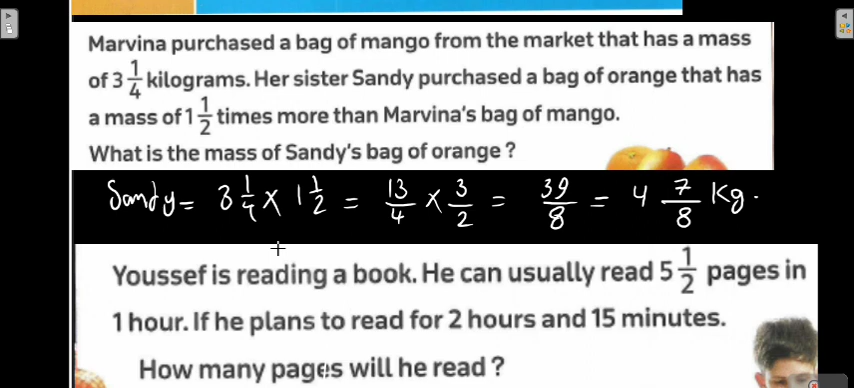 Marvina purchased a bag of mango from the market that has a mass
of 3 1/4 kilograms. Her sister Sandy purchased a bag of orange that has
a mass of 1 1/2 times more than Marvina's bag of mango.
What is the mass of Sandy's bag of orange ?
Sandy = 3 1/4 × 1 1/2 = 13/4 × 3/2 = 39/8 = 4 7/8 Kg.
Youssef is reading a book. He can usually read 5 1/2 pages in
1 hour. If he plans to read for 2 hours and 15 minutes.
How many pages will he read ?